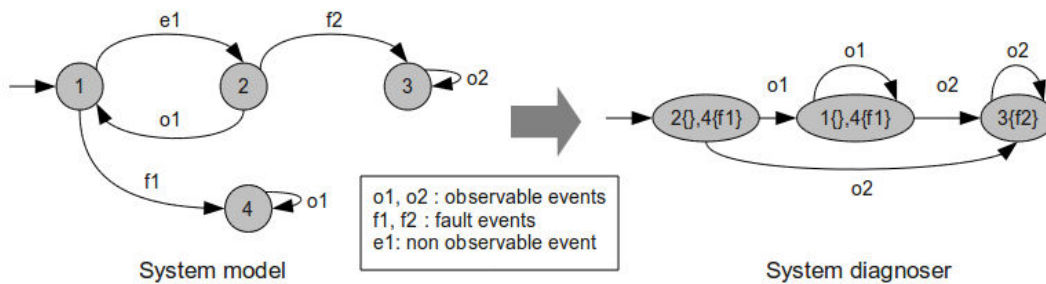 e1
f2
1
2
3
o2
o1
f1
4
o1
System model
o1, o2 : observable events
f1, f2 : fault events
e1: non observable event
o1
o2
o1
o2
2{},4{f1}
1{},4{f1}
3{f2}
o2
System diagnoser